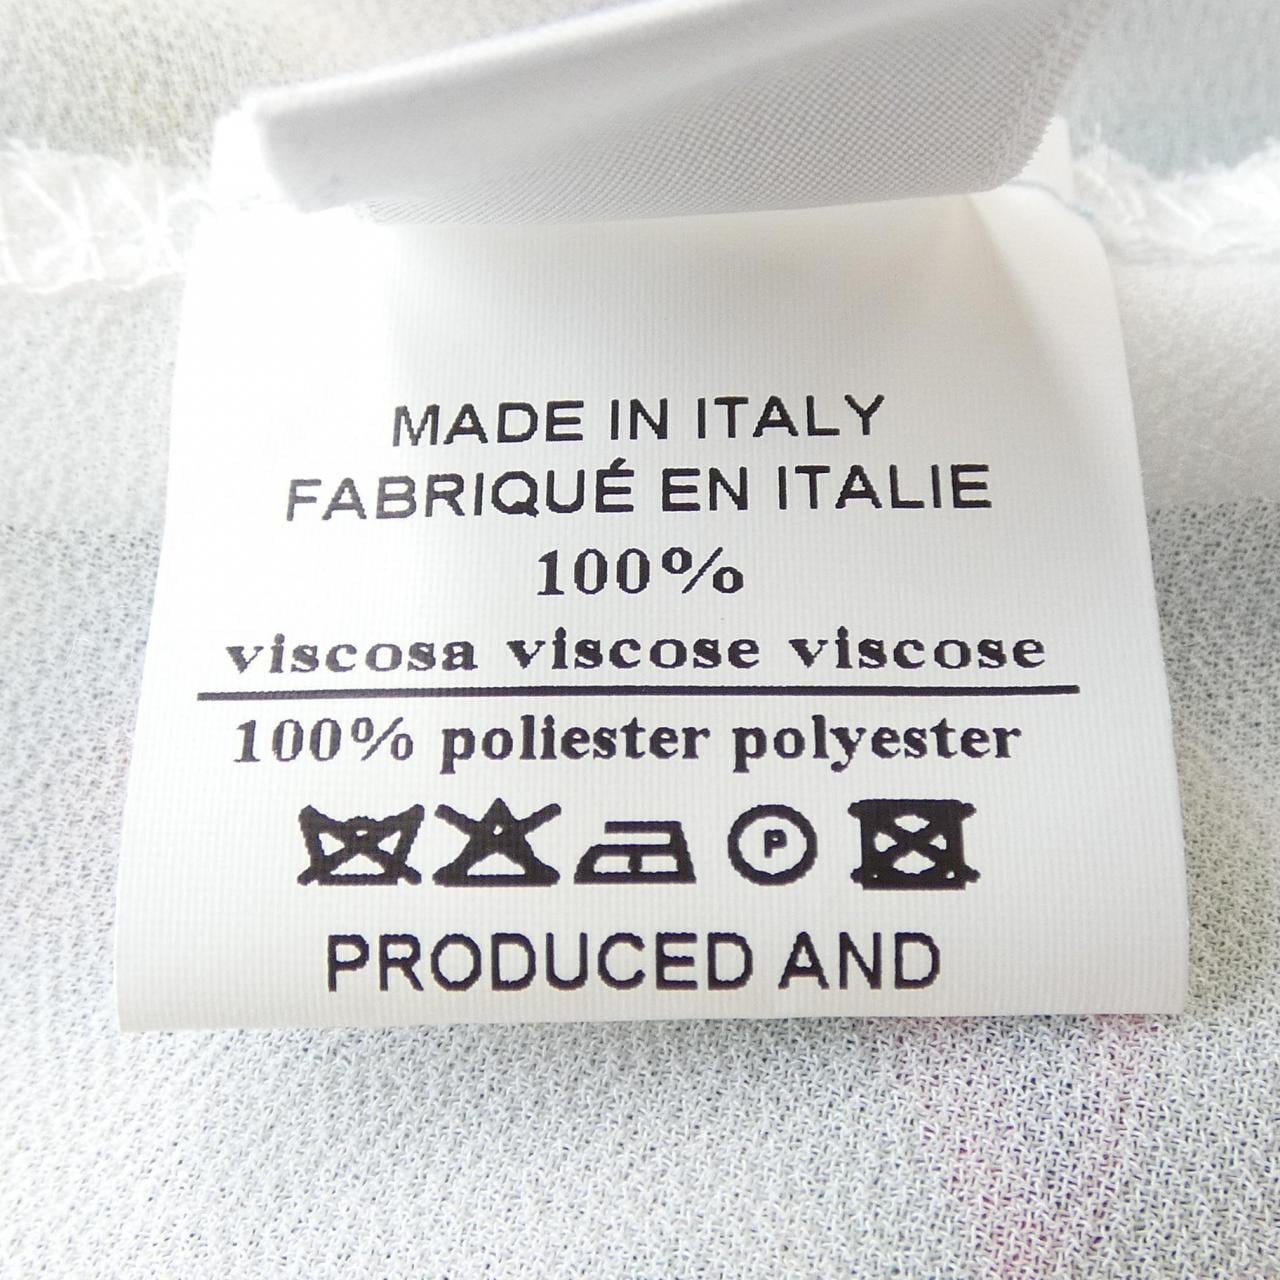 MADE IN ITALY
FABRIQUÉ EN ITALIE
100%
viscosa viscose viscose
100% poliester polyester
P
PRODUCED AND